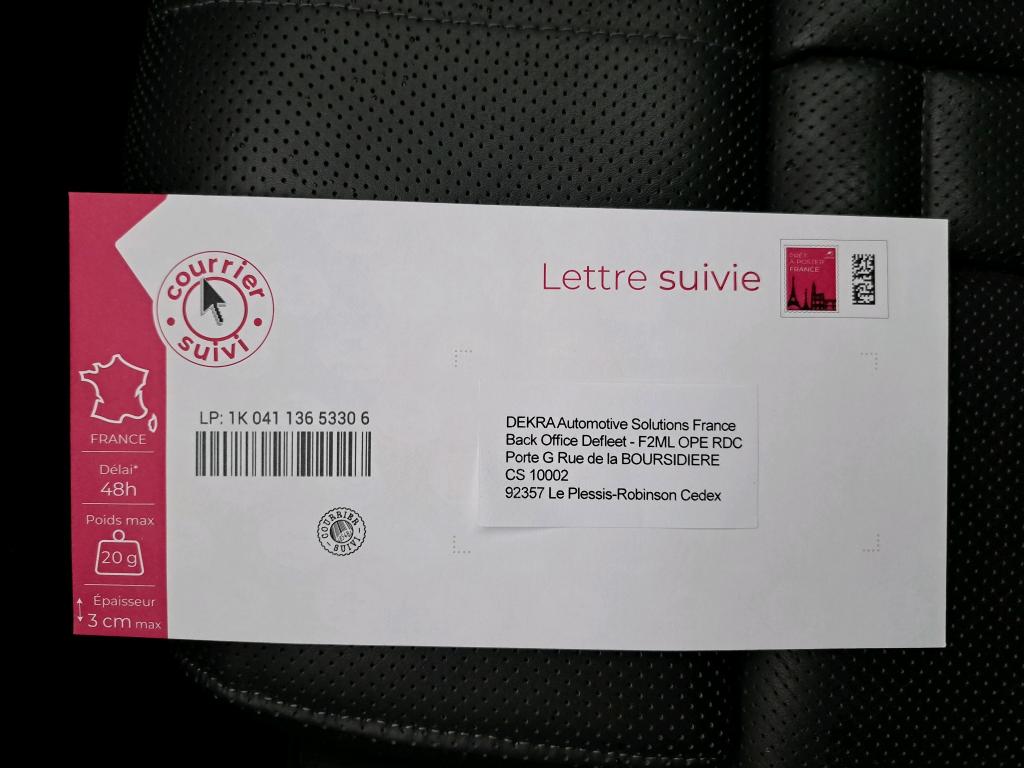 courrier
suivi
Lettre suivie
PRÊT
À POSTER
FRANCE
LP: 1K 041 136 5330 6
DEKRA Automotive Solutions France
Back Office Defleet - F2ML OPE RDC
Porte G Rue de la BOURSIDIERE
CS 10002
92357 Le Plessis-Robinson Cedex
COURRIER
SUIVI
FRANCE
Délai*
48h
Poids max
20 g
Épaisseur
3 cm max